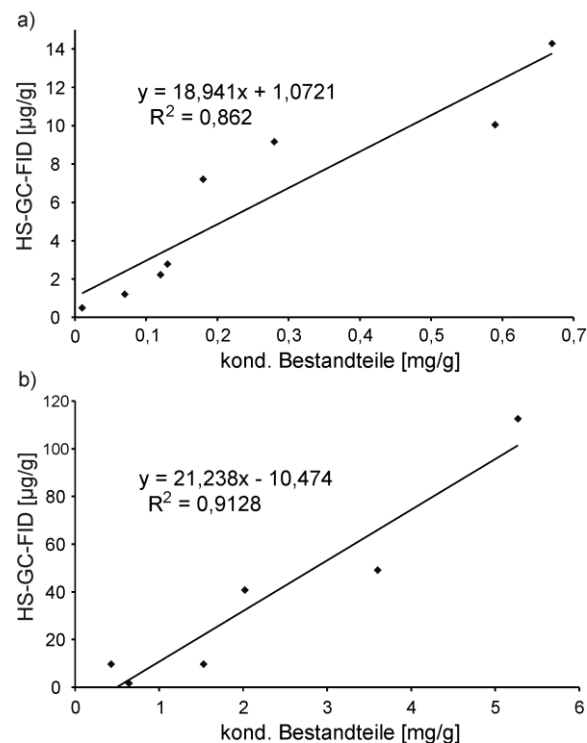 a)
14
12
10
8
6
4
2
0
HS-GC-FID [µg/g]
y = 18,941x + 1,0721
R² = 0,862
0 0,1 0,2 0,3 0,4 0,5 0,6 0,7
kond. Bestandteile [mg/g]
b)
120
100
80
60
40
20
0
HS-GC-FID [µg/g]
y = 21,238x - 10,474
R² = 0,9128
0 1 2 3 4 5 6
kond. Bestandteile [mg/g]